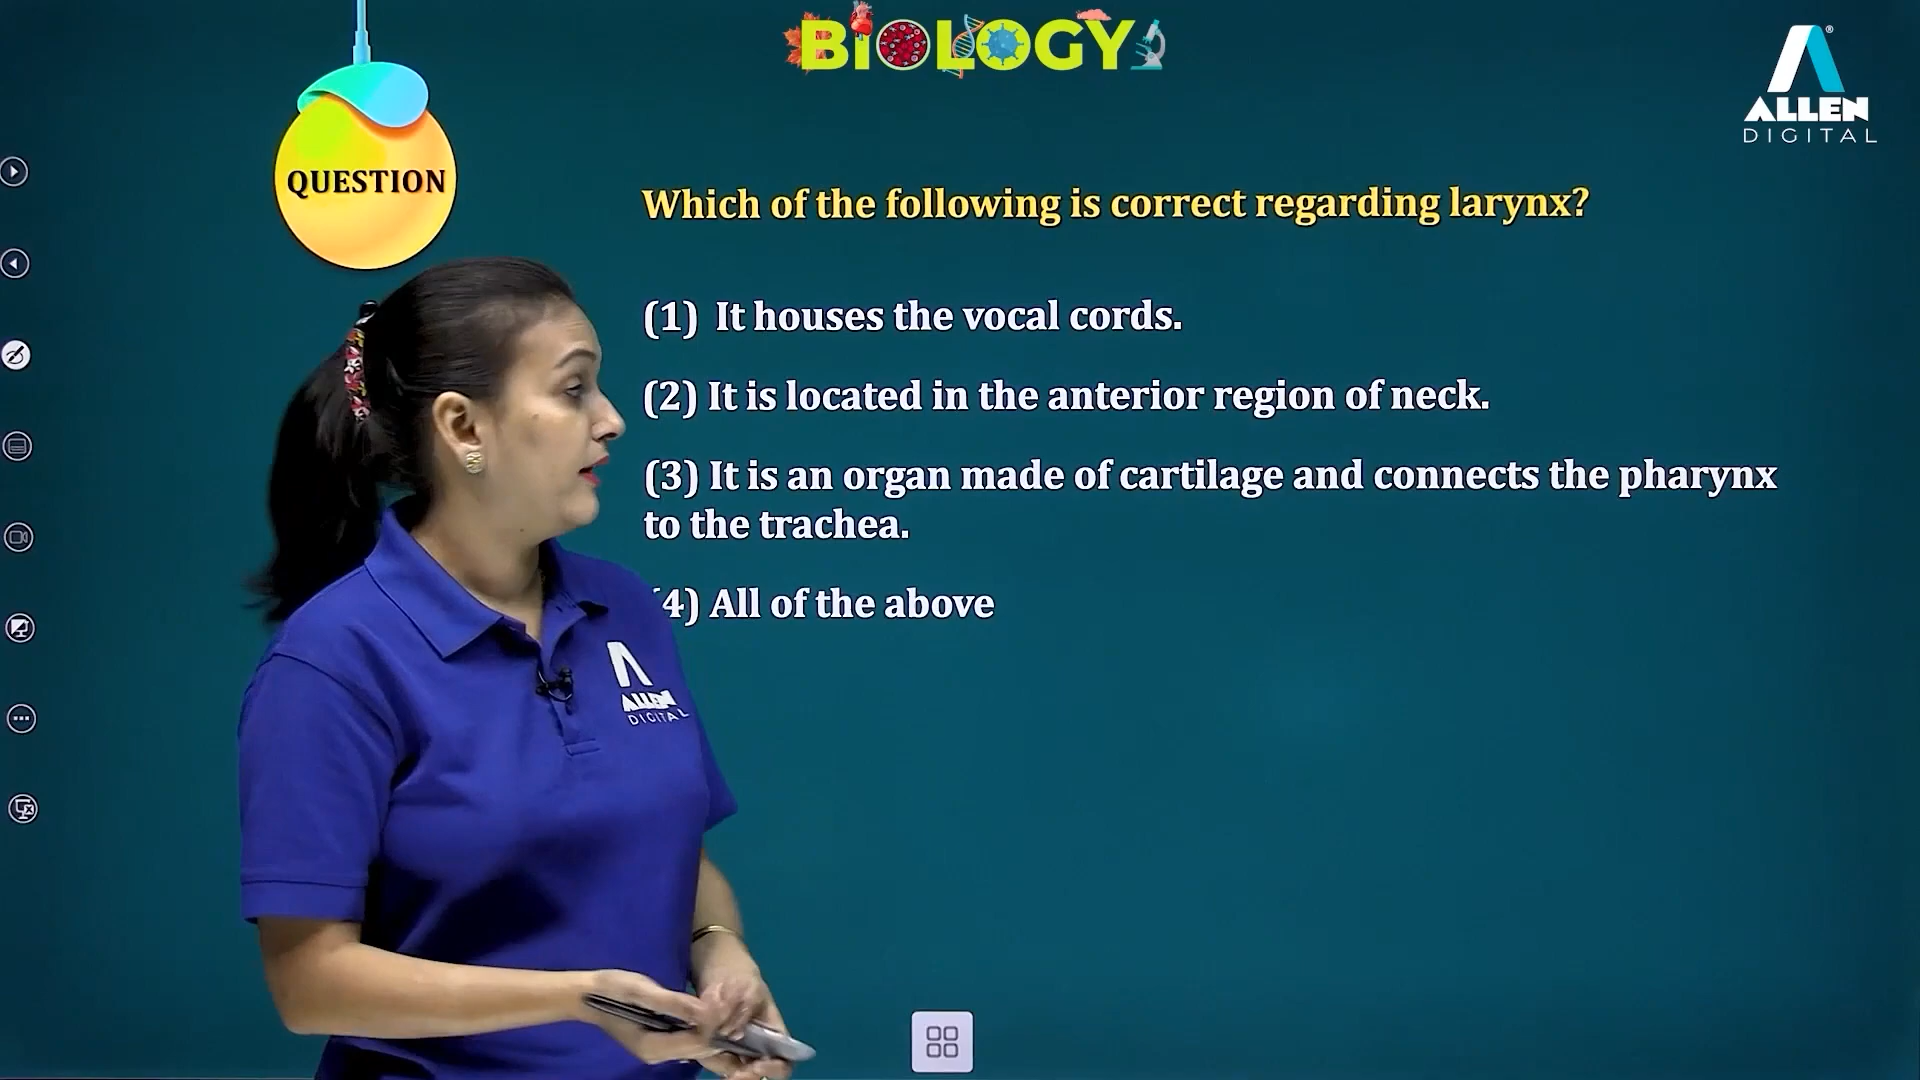 BIOLOGY
ALLEN
DIGITAL
QUESTION
Which of the following is correct regarding larynx?
(1) It houses the vocal cords.
(2) It is located in the anterior region of neck.
(3) It is an organ made of cartilage and connects the pharynx
to the trachea.
4) All of the above
ALLEN
DIGITAL